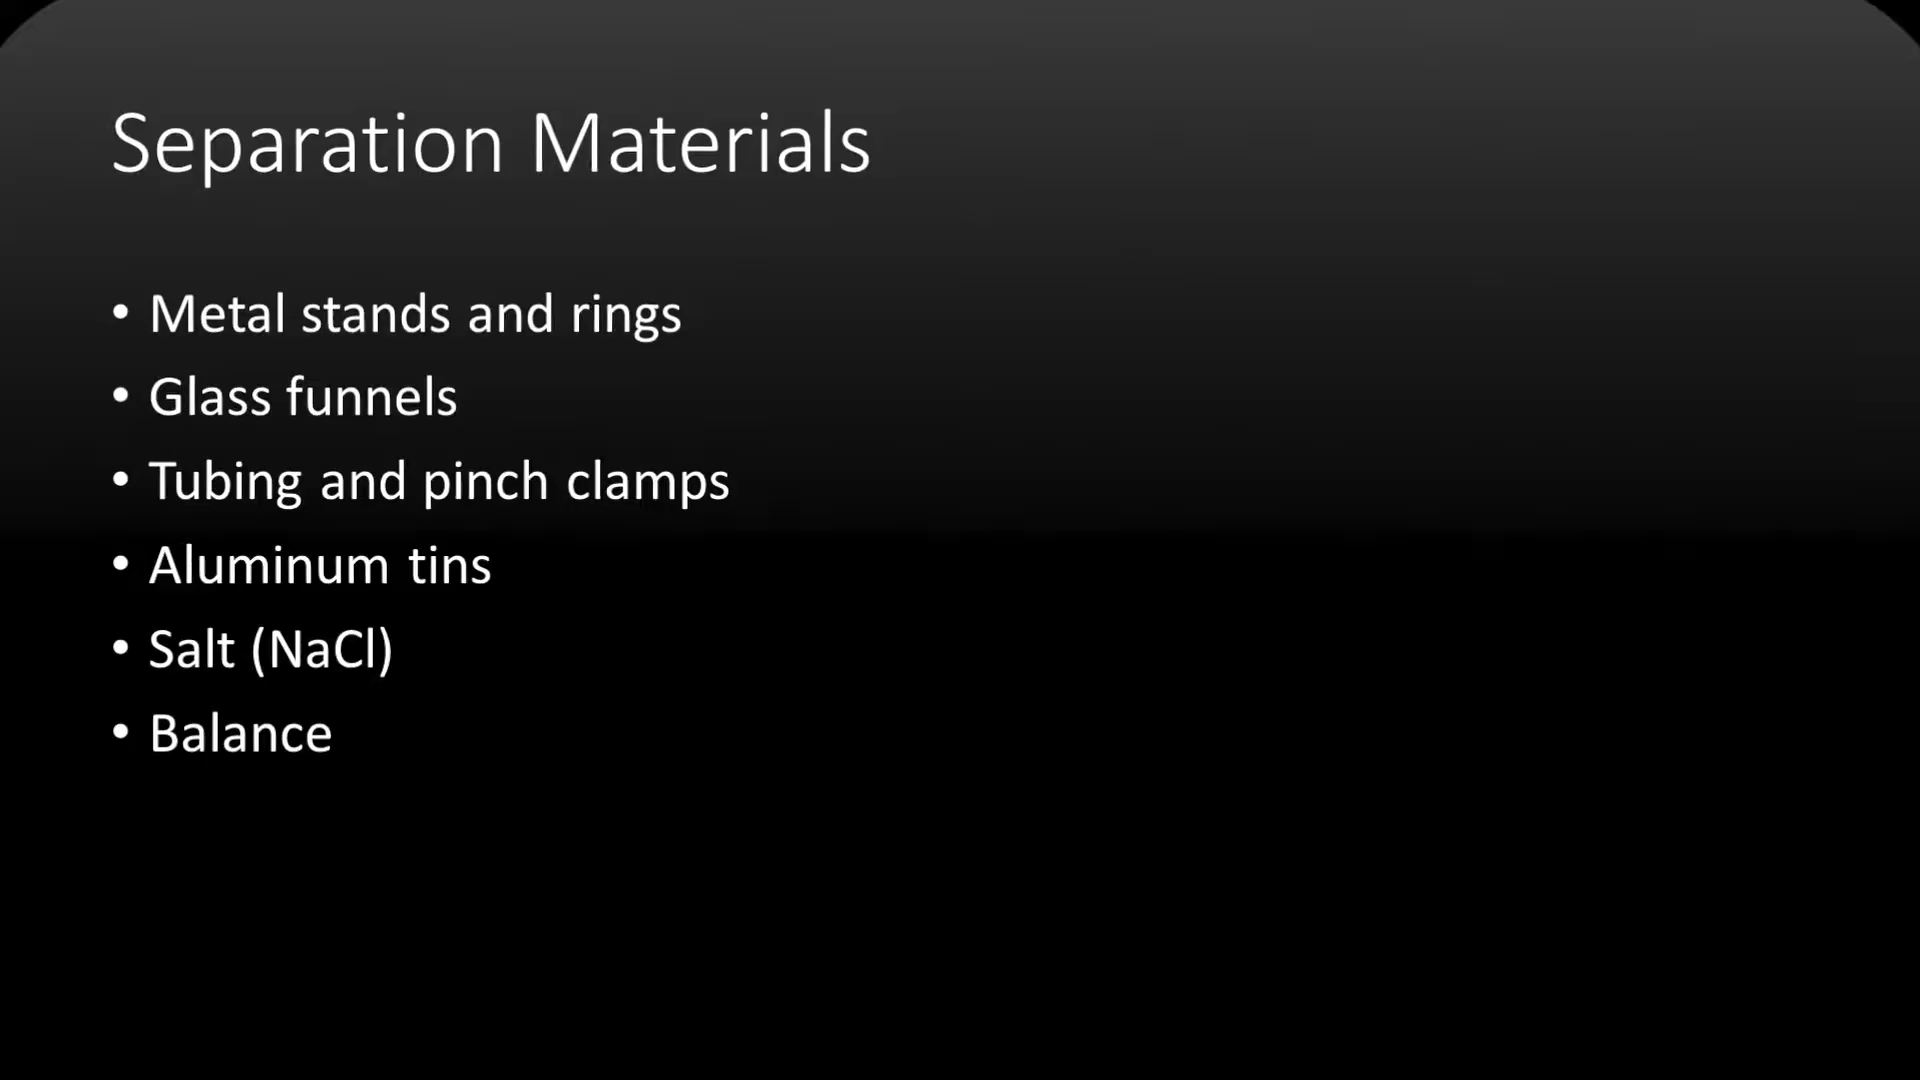 Separation Materials
• Metal stands and rings
• Glass funnels
• Tubing and pinch clamps
• Aluminum tins
• Salt (NaCl)
• Balance